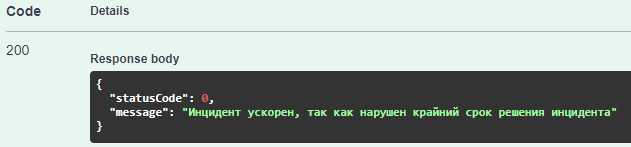 Code Details
200
Response body
{
"statusCode": 0,
"message": "Инцидент ускорен, так как нарушен крайний срок решения инцидента"
}